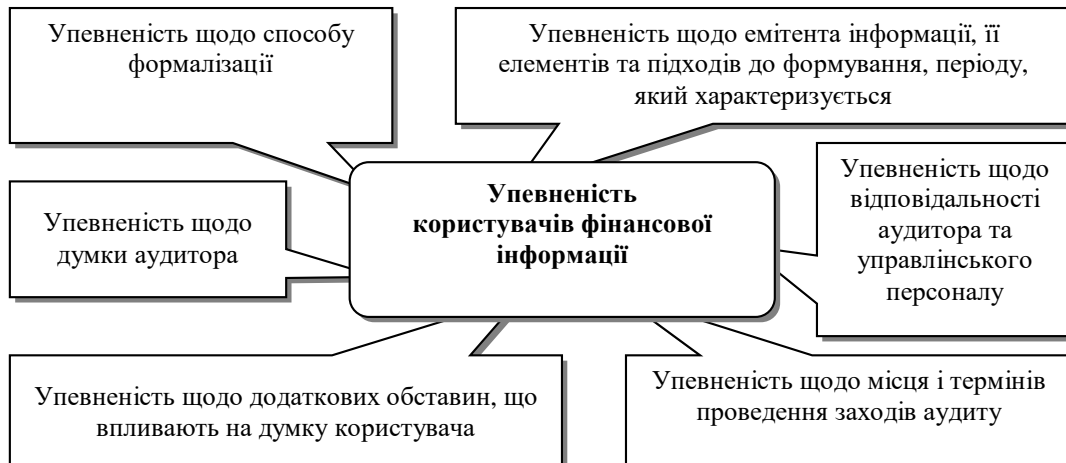 Упевненість щодо способу
формалізації
Упевненість щодо емітента інформації, її
елементів та підходів до формування, періоду,
який характеризується
Упевненість щодо
думки аудитора
Упевненість
користувачів фінансової
інформації
Упевненість щодо
відповідальності
аудитора та
управлінського
персоналу
Упевненість щодо додаткових обставин, що
впливають на думку користувача
Упевненість щодо місця і термінів
проведення заходів аудиту